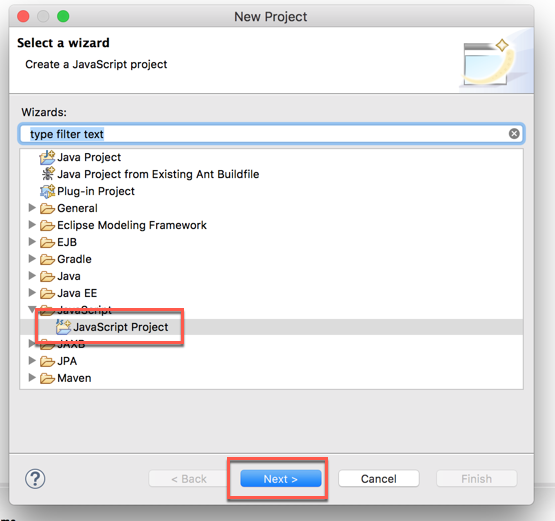 New Project
Select a wizard
Create a JavaScript project
Wizards:
type filter text
Java Project
Java Project from Existing Ant Buildfile
Plug-in Project
General
Eclipse Modeling Framework
EJB
Gradle
Java
Java EE
JavaScript
JavaScript Project
JAXB
JPA
Maven
? < Back Next > Cancel Finish